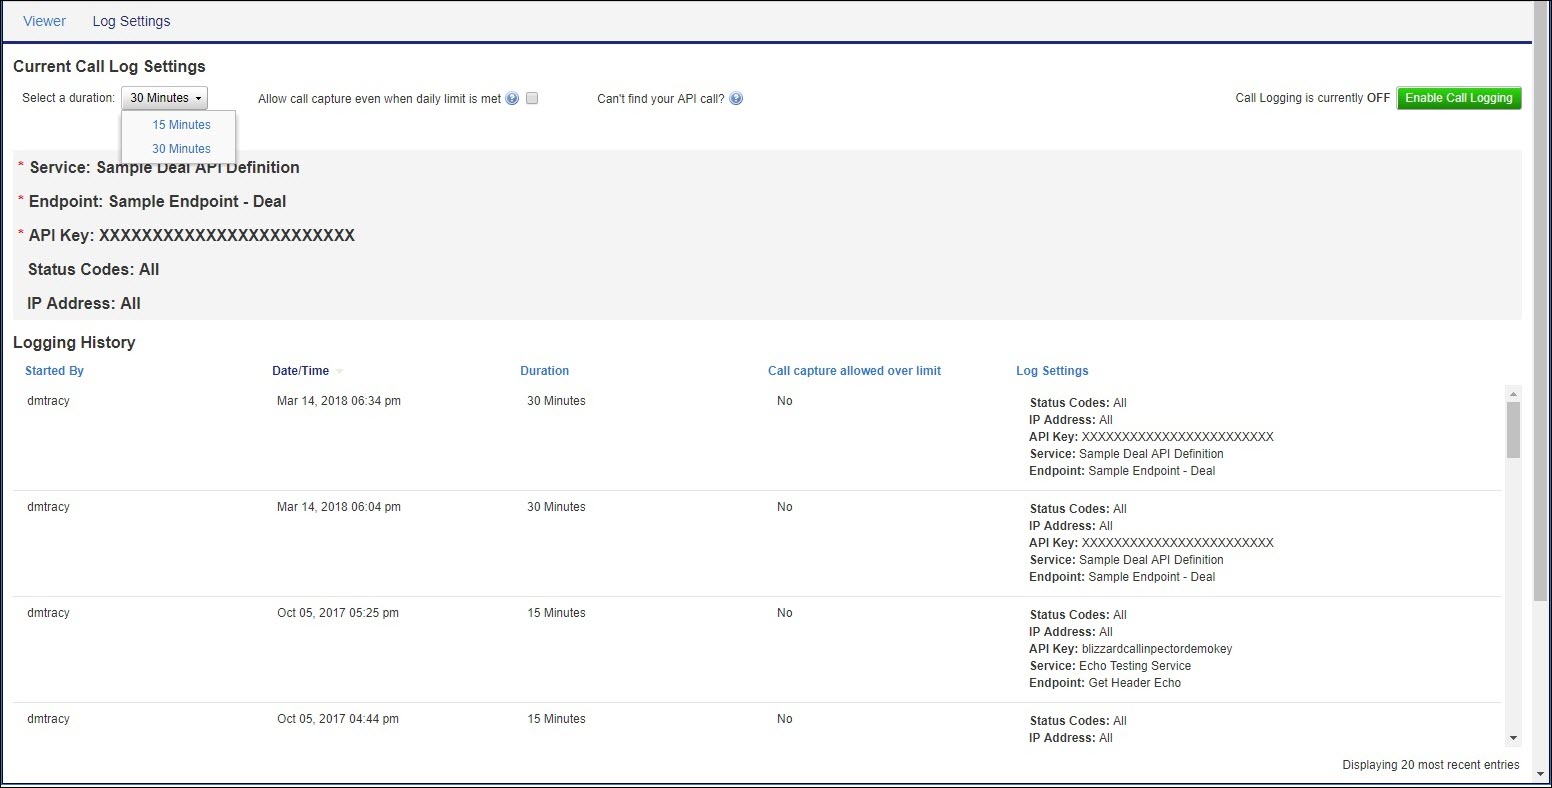 Viewer Log Settings
Current Call Log Settings
Select a duration: 30 Minutes Allow call capture even when daily limit is met Can't find your API call? Call Logging is currently OFF Enable Call Logging
15 Minutes
30 Minutes
* Service: Sample Deal API Definition
* Endpoint: Sample Endpoint - Deal
* API Key: XXXXXXXXXXXXXXXXXXXXXXXX
Status Codes: All
IP Address: All
Logging History
Started By Date/Time Duration Call capture allowed over limit Log Settings
dmtracy Mar 14, 2018 06:34 pm 30 Minutes No Status Codes: All
IP Address: All
API Key: XXXXXXXXXXXXXXXXXXXXXXXX
Service: Sample Deal API Definition
Endpoint: Sample Endpoint - Deal
dmtracy Mar 14, 2018 06:04 pm 30 Minutes No Status Codes: All
IP Address: All
API Key: XXXXXXXXXXXXXXXXXXXXXXXX
Service: Sample Deal API Definition
Endpoint: Sample Endpoint - Deal
dmtracy Oct 05, 2017 05:25 pm 15 Minutes No Status Codes: All
IP Address: All
API Key: blizzardcallinpectordemokey
Service: Echo Testing Service
Endpoint: Get Header Echo
dmtracy Oct 05, 2017 04:44 pm 15 Minutes No Status Codes: All
IP Address: All
Displaying 20 most recent entries